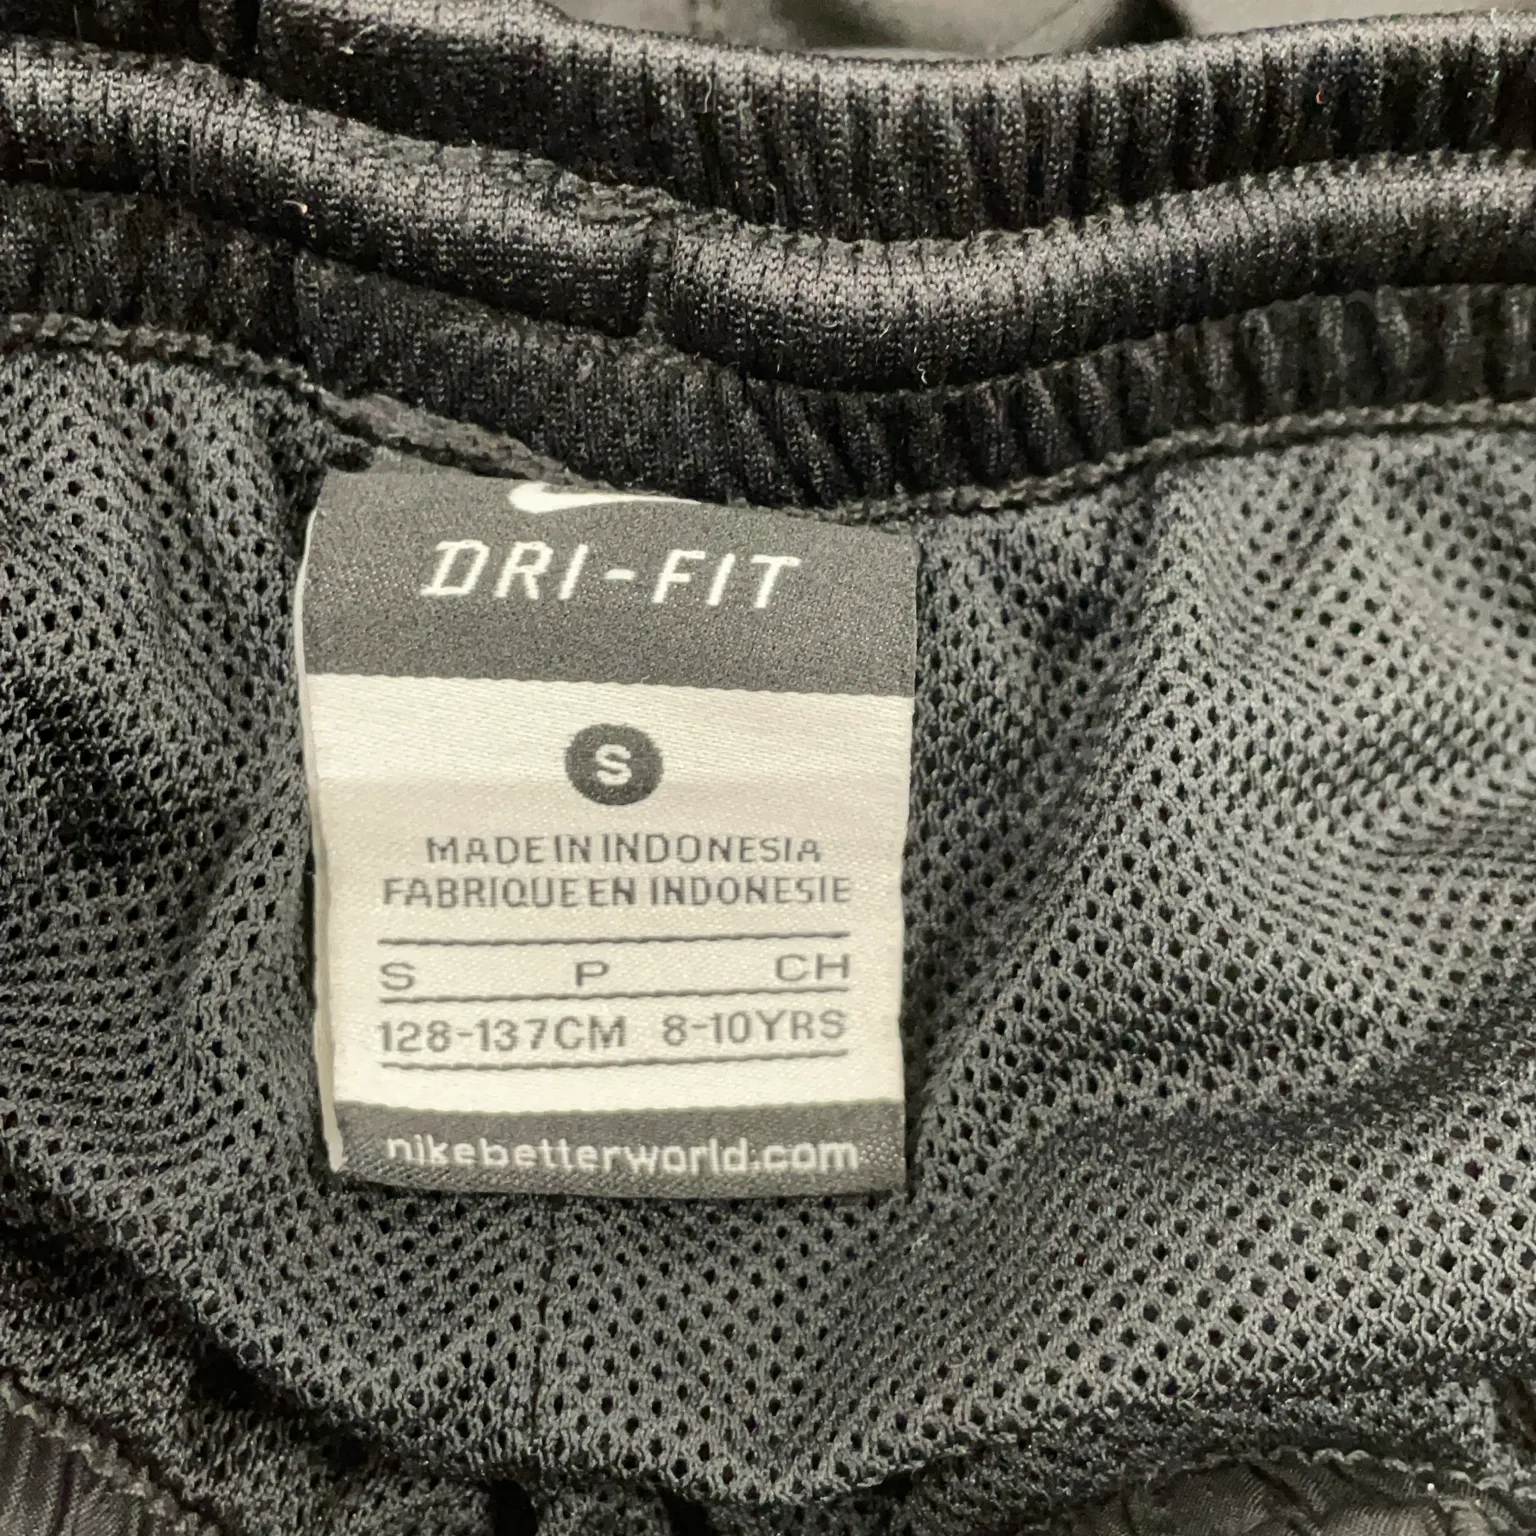 DRI-FIT
S
MADE IN INDONESIA
FABRIQUE EN INDONESIE
S P CH
128-137CM 8-10YRS
nikebetterworld.com